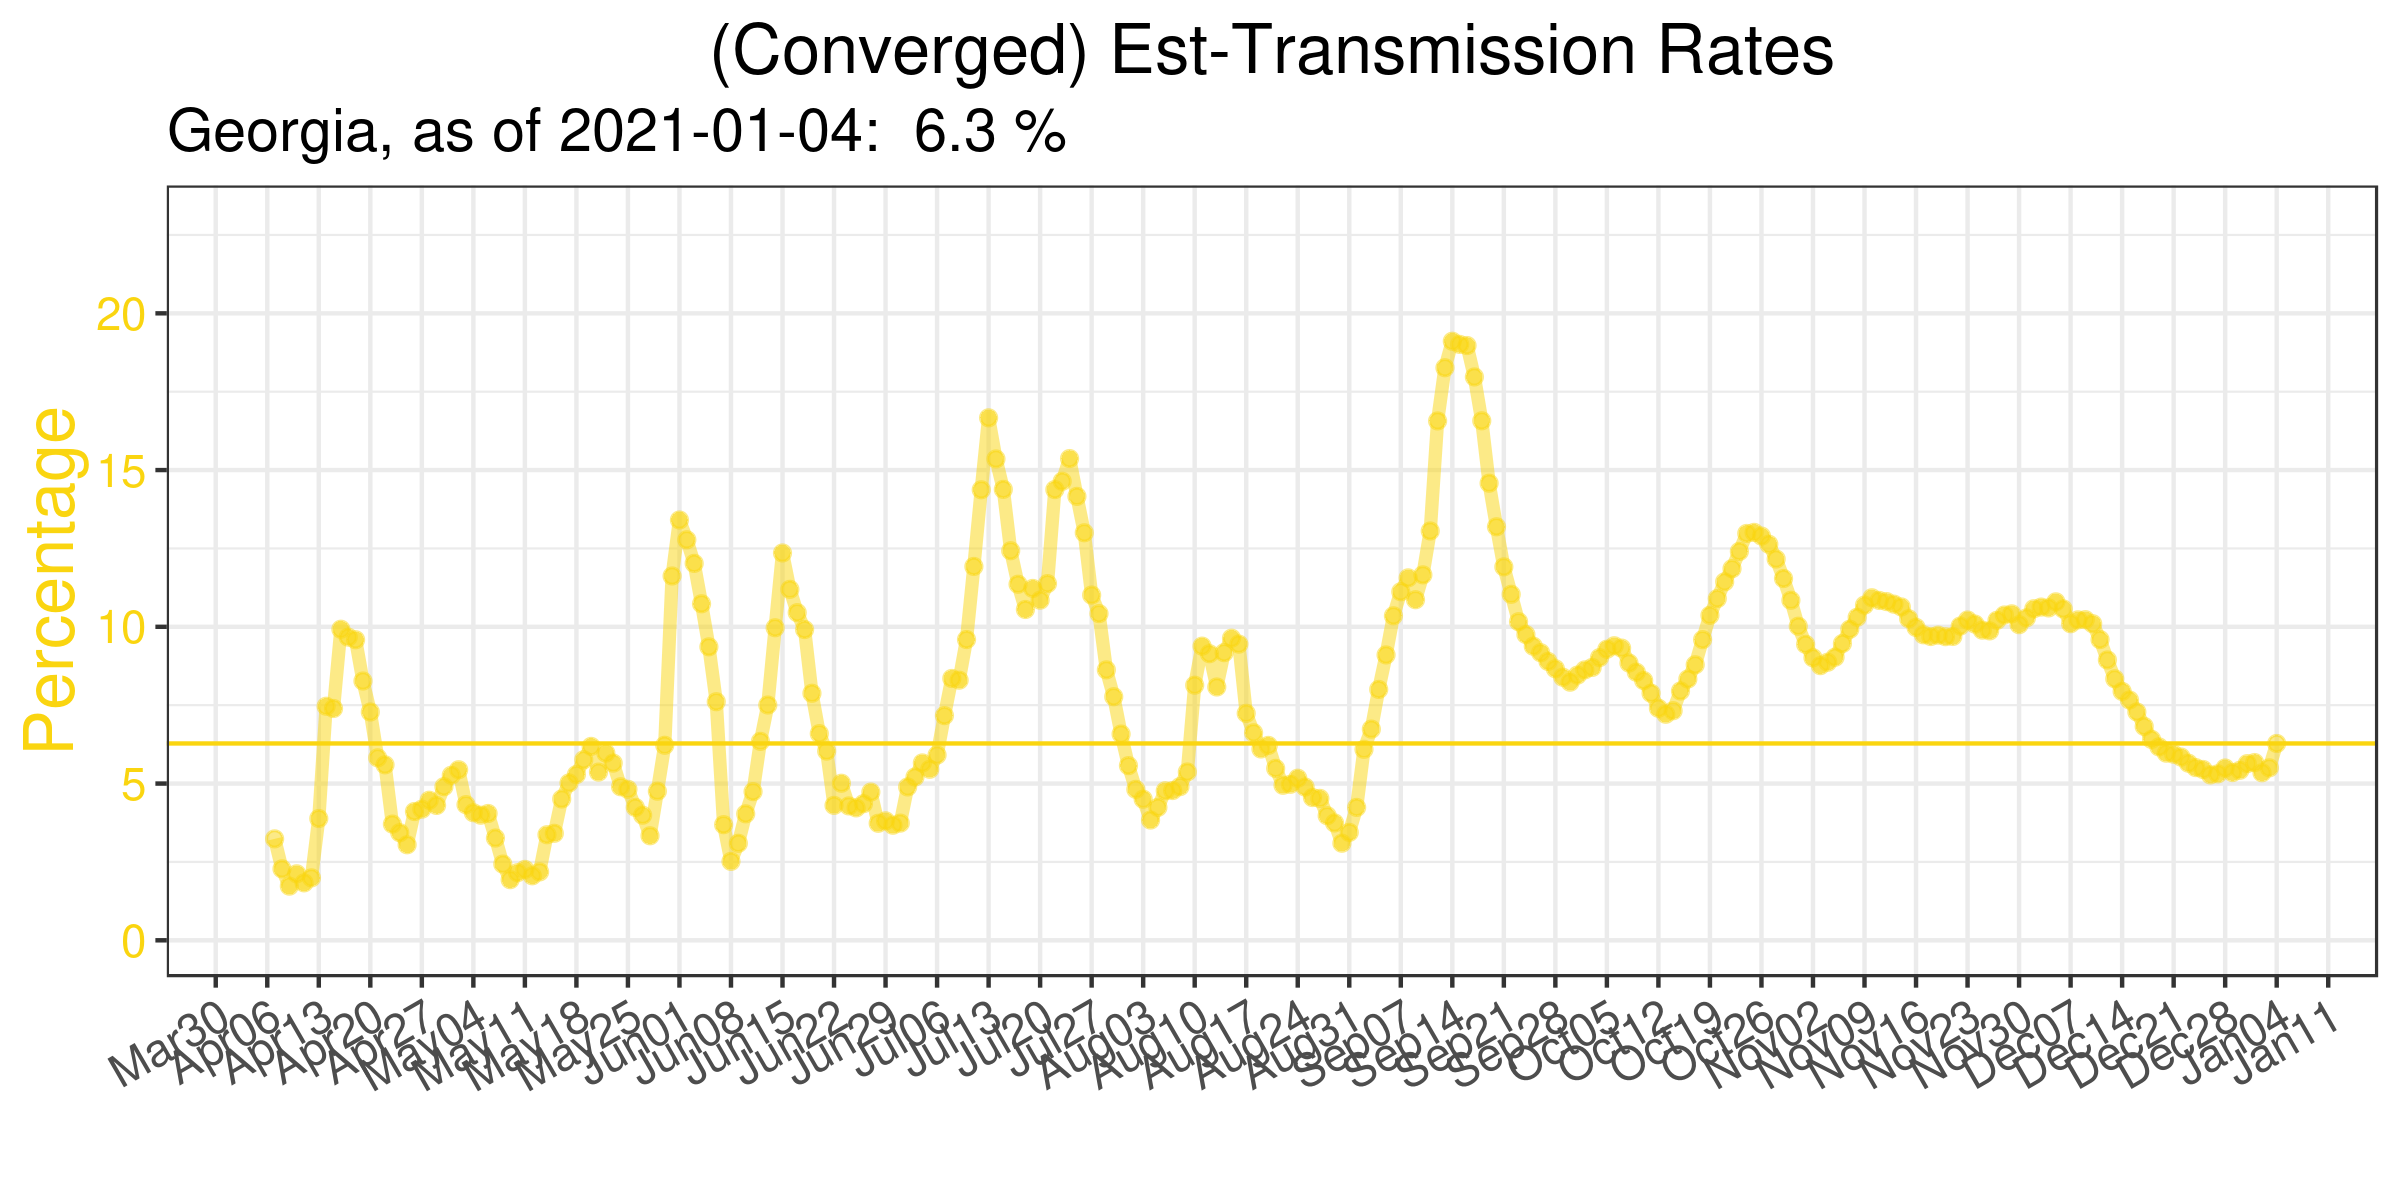 (Converged) Est-Transmission Rates
Georgia, as of 2021-01-04:  6.3 %
Percentage
20
15
10
5
0
Mar30
Apr06
Apr13
Apr20
Apr27
May04
May11
May18
May25
Jun01
Jun08
Jun15
Jun22
Jun29
Jul06
Jul13
Jul20
Jul27
Aug03
Aug10
Aug17
Aug24
Aug31
Sep07
Sep14
Sep21
Sep28
Oct05
Oct12
Oct19
Oct26
Nov02
Nov09
Nov16
Nov23
Nov30
Dec07
Dec14
Dec21
Dec28
Jan04
Jan11